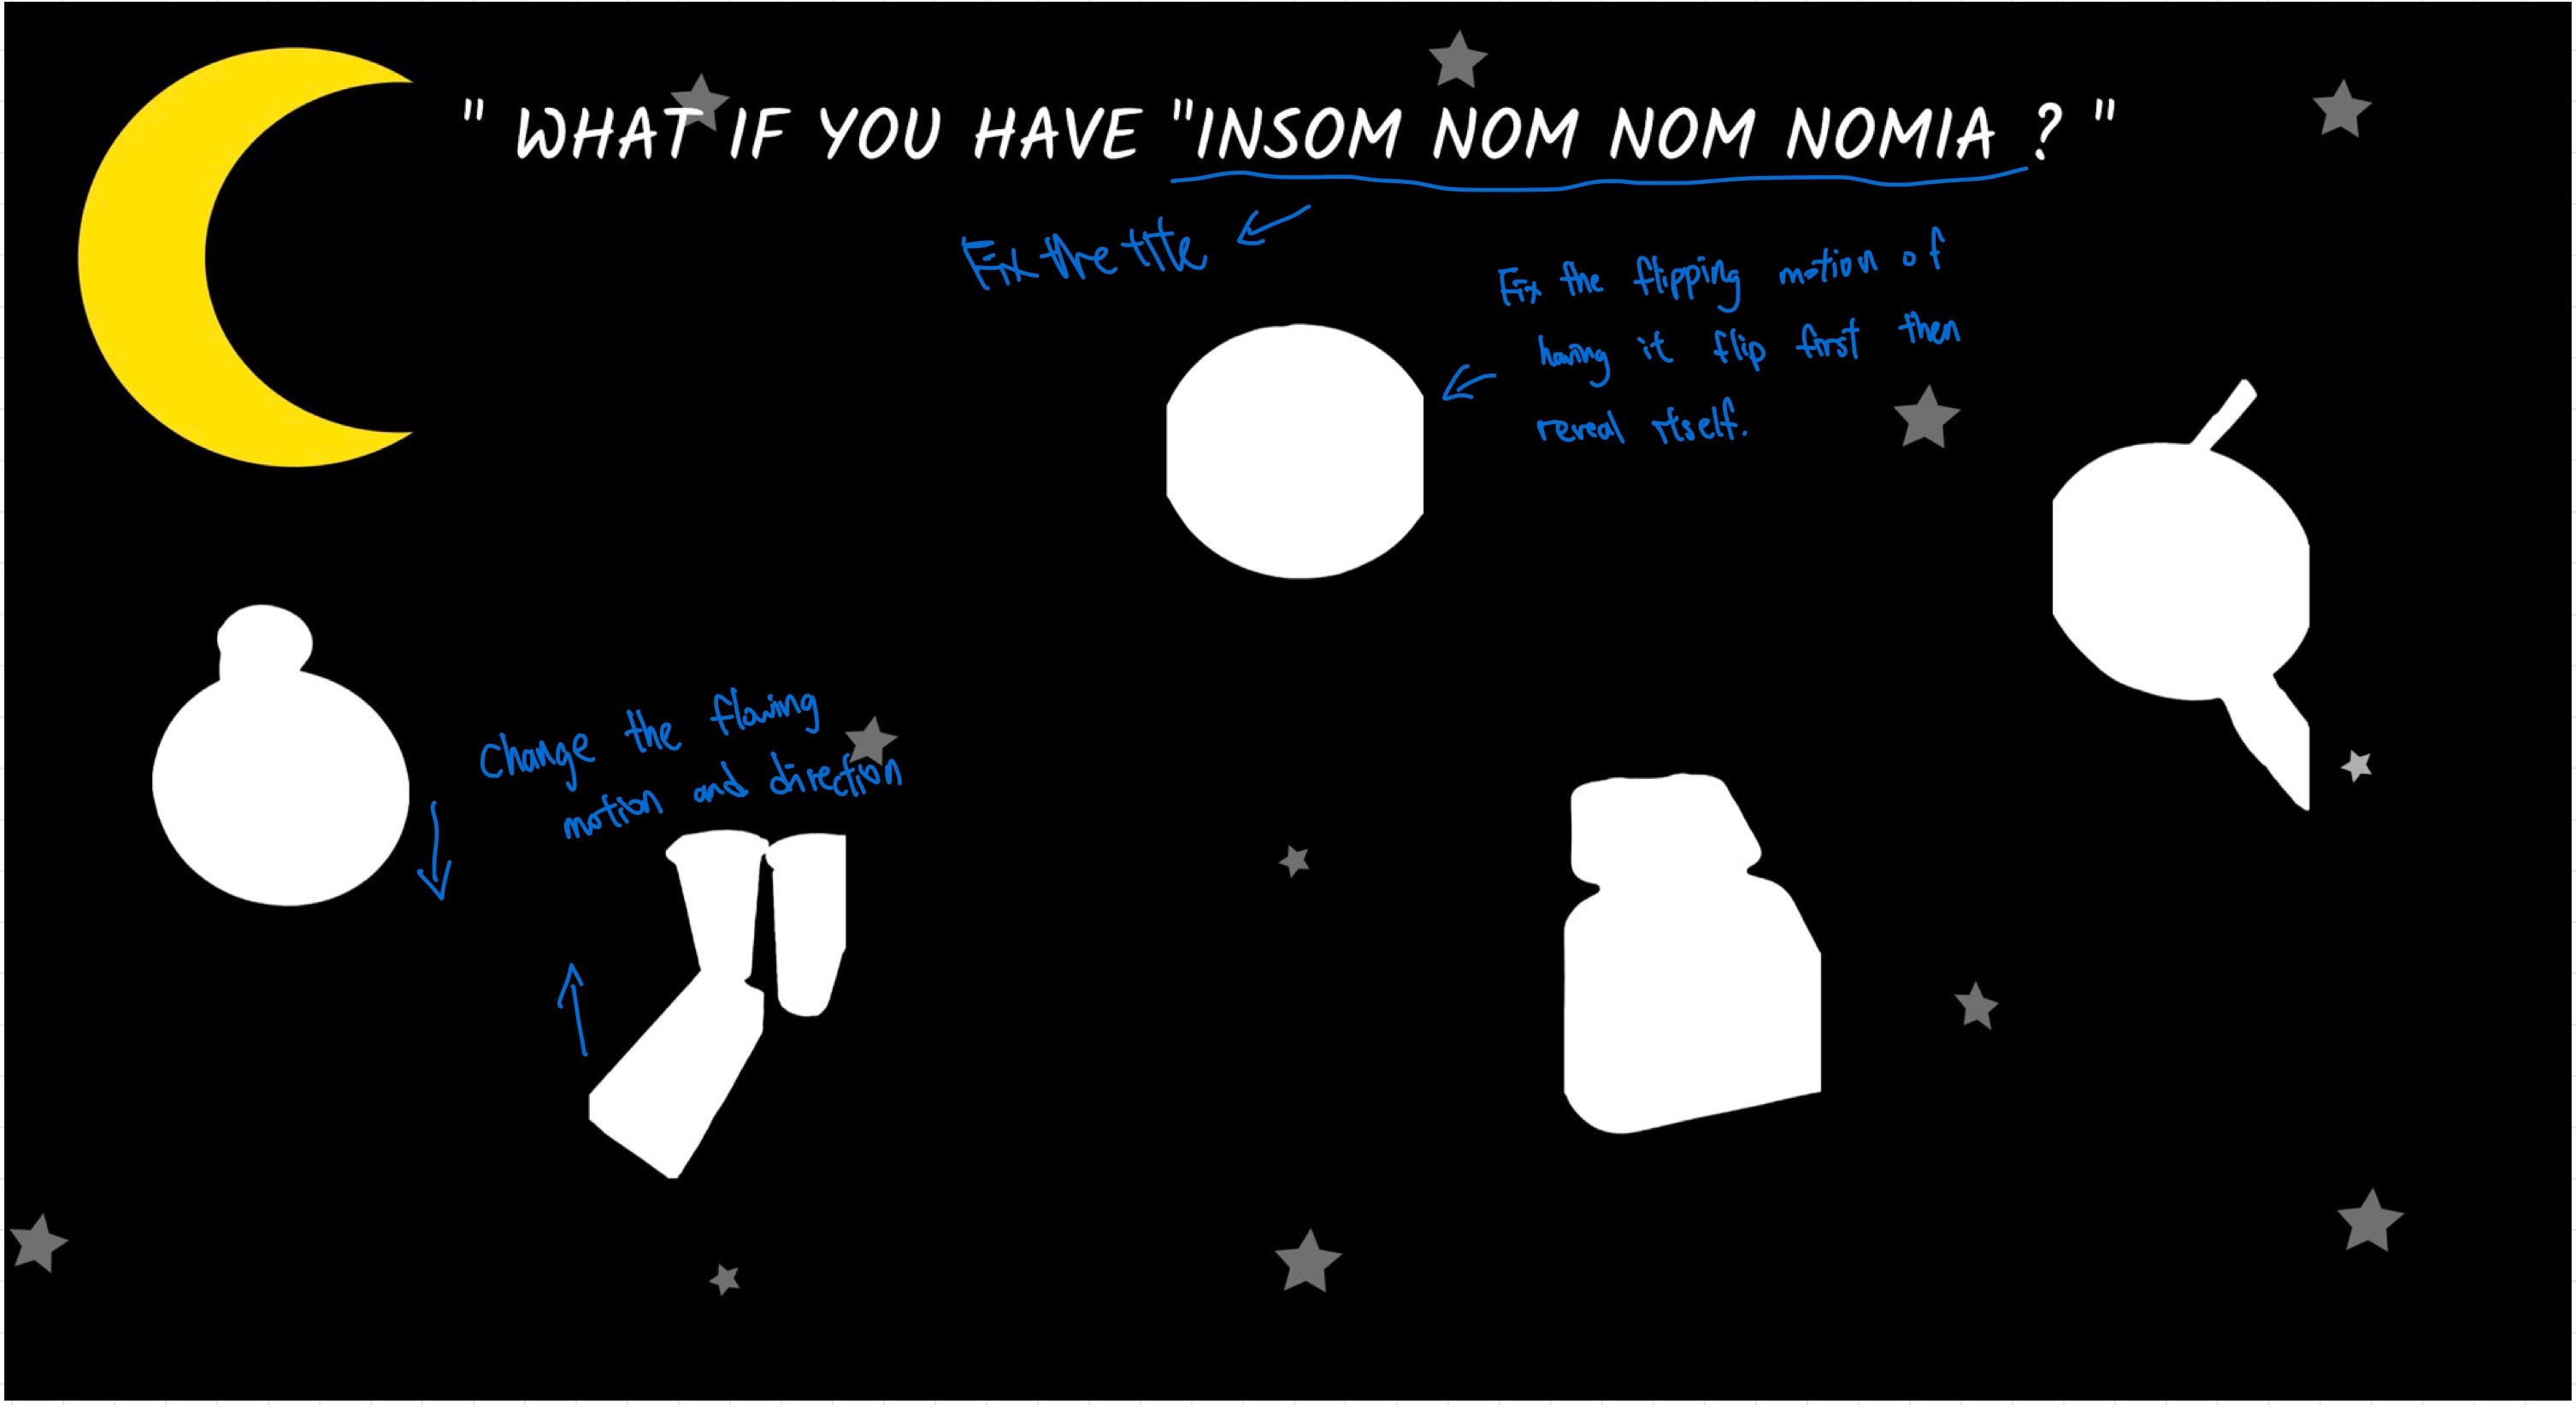 " WHAT IF YOU HAVE "INSOM NOM NOM NOMIA ? "
Fix the title
Fix the flipping motion of
having it flip first then
reveal itself.
Change the flowing
motion and direction